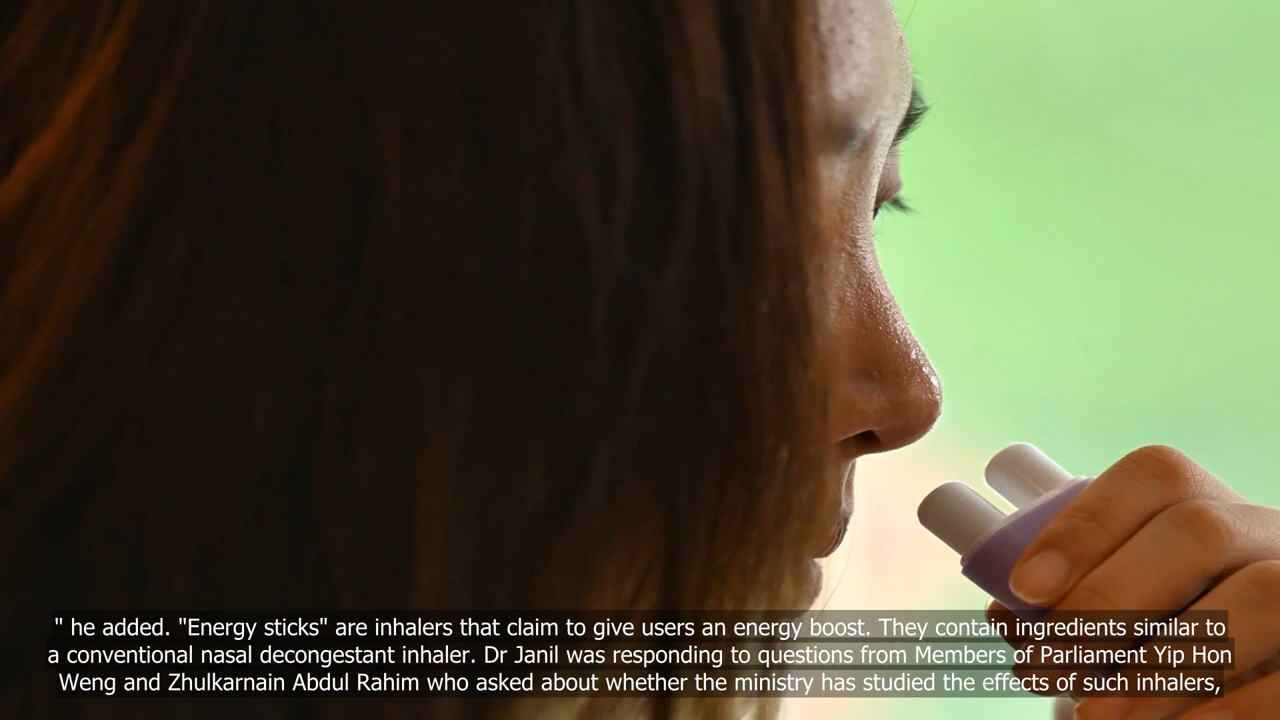 " he added. "Energy sticks" are inhalers that claim to give users an energy boost. They contain ingredients similar to
a conventional nasal decongestant inhaler. Dr Janil was responding to questions from Members of Parliament Yip Hon
Weng and Zhulkarnain Abdul Rahim who asked about whether the ministry has studied the effects of such inhalers,